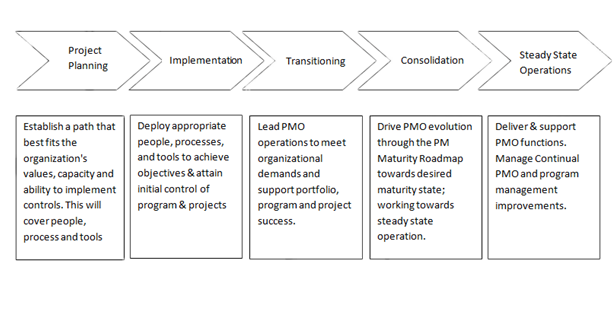 Project
Planning
Implementation
Transitioning
Consolidation
Steady State
Operations
Establish a path that
best fits the
organization's
values, capacity and
ability to implement
controls. This will
cover people,
process and tools
Deploy appropriate
people, processes,
and tools to achieve
objectives & attain
initial control of
program & projects
Lead PMO
operations to meet
organizational
demands and
support portfolio,
program and project
success.
Drive PMO evolution
through the PM
Maturity Roadmap
towards desired
maturity state;
working towards
steady state
operation.
Deliver & support
PMO functions.
Manage Continual
PMO and program
management
improvements.